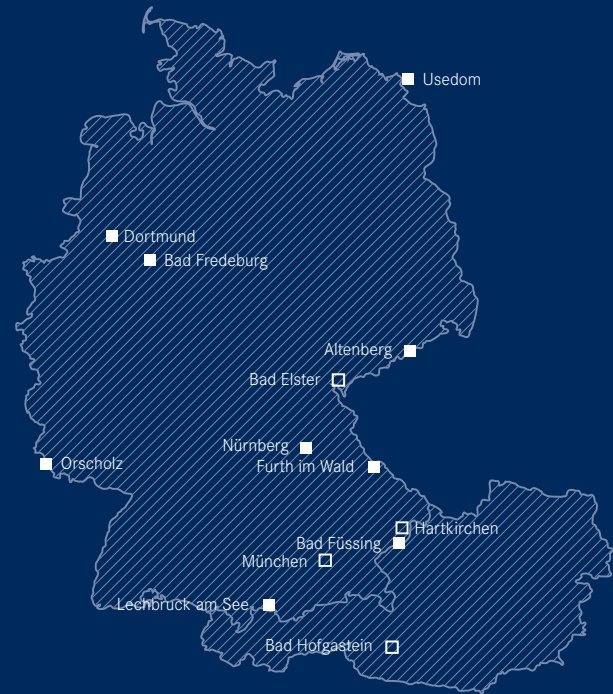 Usedom
Dortmund
Bad Fredeburg
Altenberg
Bad Elster
Nürnberg
Orscholz
Furth im Wald
Hartkirchen
Bad Füssing
München
Lechbruck am See
Bad Hofgastein